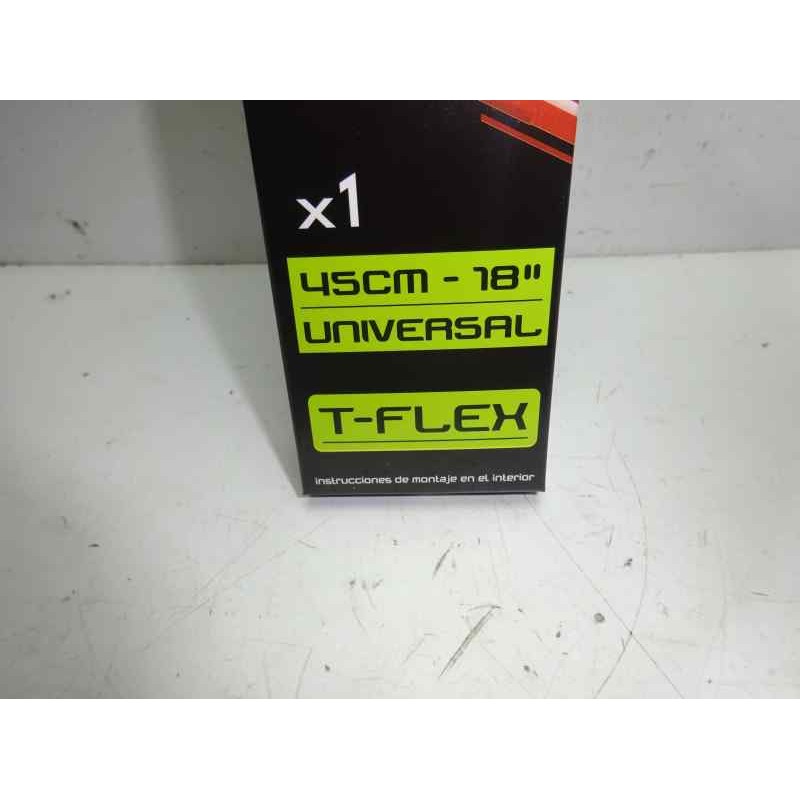 x1
45CM - 18"
UNIVERSAL
T-FLEX
instrucciones de montaje en el interior